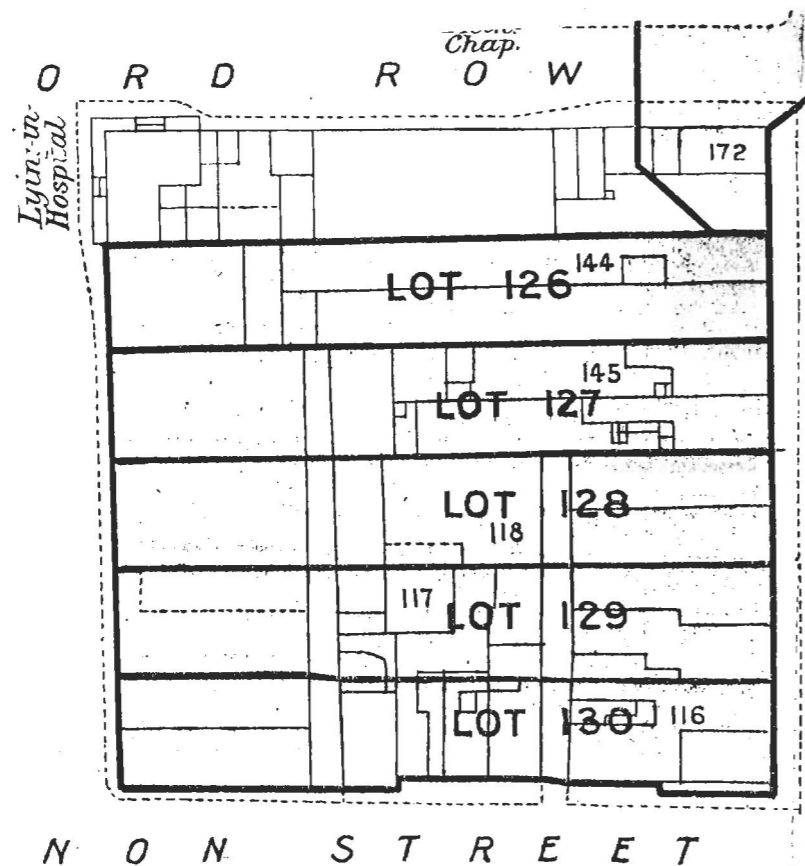 Chap.
ORD ROW
Lying-in-
Hospital
172
144
LOT 126
145
LOT 127
LOT 128
118
117
LOT 129
LOT 130
116
NON STREET